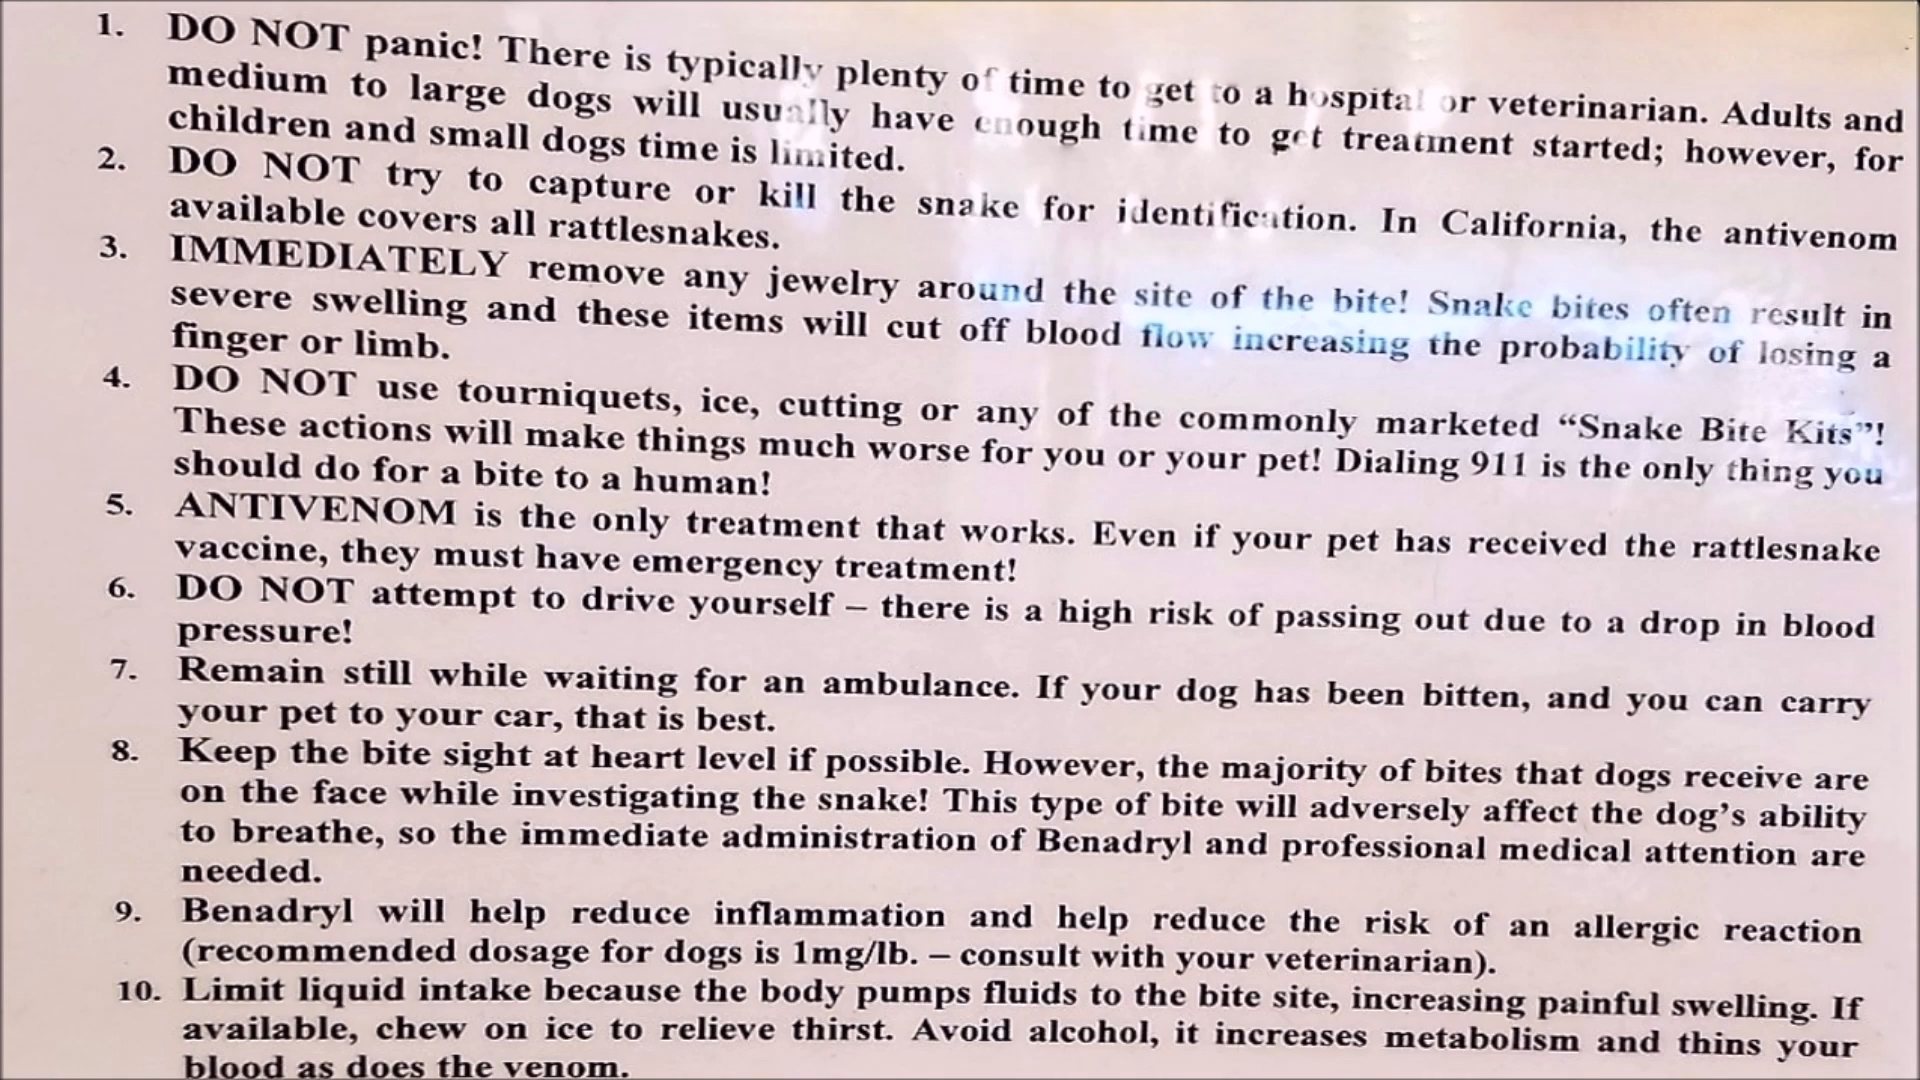 1. DO NOT panic! There is typically plenty of time to get to a hospital or veterinarian. Adults and
medium to large dogs will usually have enough time to get treatment started; however, for
children and small dogs time is limited.
2. DO NOT try to capture or kill the snake for identification. In California, the antivenom
available covers all rattlesnakes.
3. IMMEDIATELY remove any jewelry around the site of the bite! Snake bites often result in
severe swelling and these items will cut off blood flow increasing the probability of losing a
finger or limb.
4. DO NOT use tourniquets, ice, cutting or any of the commonly marketed “Snake Bite Kits”!
These actions will make things much worse for you or your pet! Dialing 911 is the only thing you
should do for a bite to a human!
5. ANTIVENOM is the only treatment that works. Even if your pet has received the rattlesnake
vaccine, they must have emergency treatment!
6. DO NOT attempt to drive yourself – there is a high risk of passing out due to a drop in blood
pressure!
7. Remain still while waiting for an ambulance. If your dog has been bitten, and you can carry
your pet to your car, that is best.
8. Keep the bite sight at heart level if possible. However, the majority of bites that dogs receive are
on the face while investigating the snake! This type of bite will adversely affect the dog’s ability
to breathe, so the immediate administration of Benadryl and professional medical attention are
needed.
9. Benadryl will help reduce inflammation and help reduce the risk of an allergic reaction
(recommended dosage for dogs is 1mg/lb. – consult with your veterinarian).
10. Limit liquid intake because the body pumps fluids to the bite site, increasing painful swelling. If
available, chew on ice to relieve thirst. Avoid alcohol, it increases metabolism and thins your
blood as does the venom.